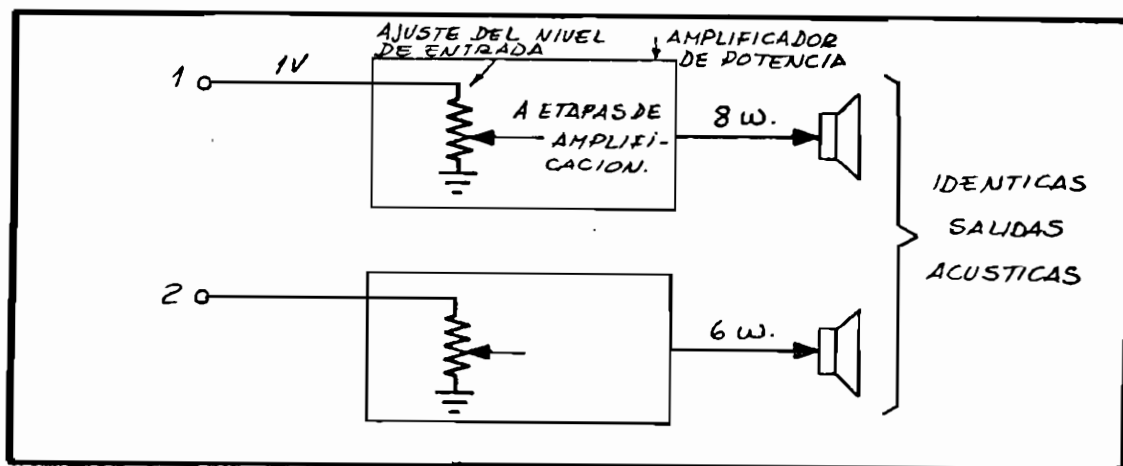 AJUSTE DEL NIVEL
DE ENTRADA
AMPLIFICADOR
DE POTENCIA
1
1V
A ETAPAS DE
AMPLIFI-
CACION.
8 W.
IDENTICAS
SALIDAS
ACUSTICAS
2
6 W.